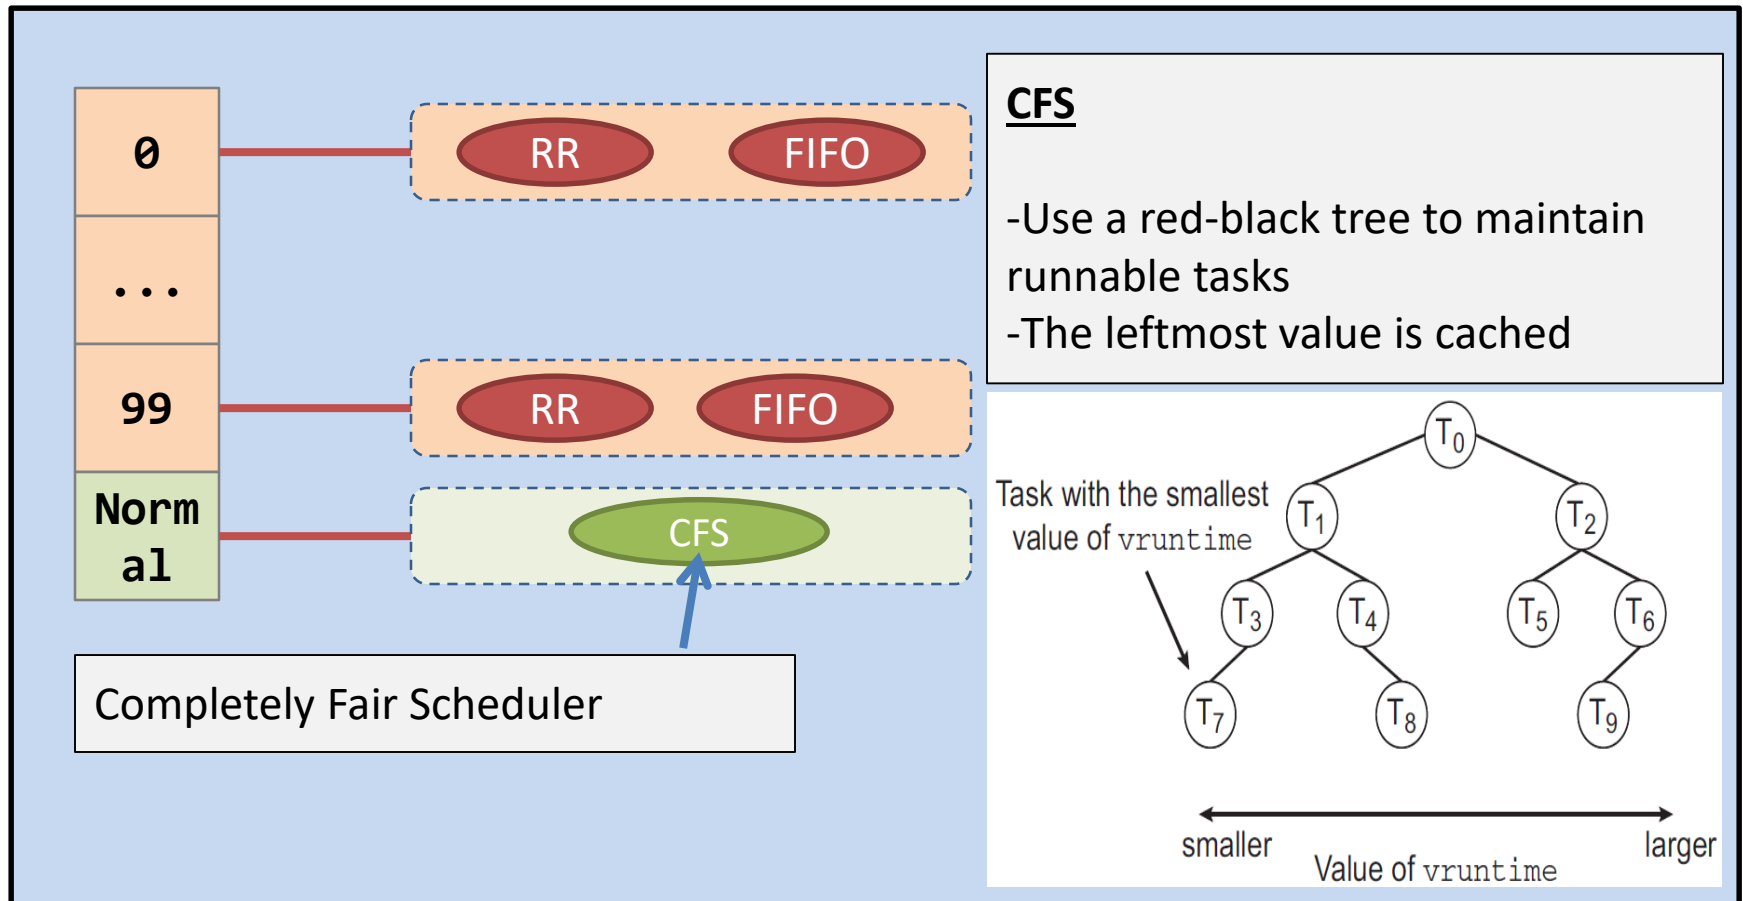 0
RR
FIFO
...
99
RR
FIFO
Norm
al
CFS
Completely Fair Scheduler
CFS
-Use a red-black tree to maintain
runnable tasks
-The leftmost value is cached
T0
Task with the smallest
value of vruntime
T1
T2
T3
T4
T5
T6
T7
T8
T9
smaller
larger
Value of vruntime